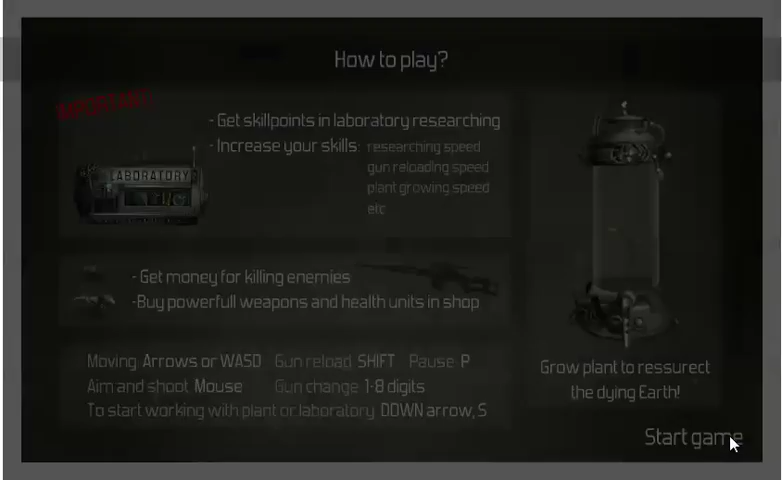 How to play?
IMPORTANT
- Get skillpoints in laboratory researching
- Increase your skills: researching speed
gun reloading speed
plant growing speed
etc
LABORATORY
- Get money for killing enemies
-Buy powerfull weapons and health units in shop
Moving: Arrows or WASD Gun reload: SHIFT Pause: P
Aim and shoot: Mouse Gun change: 1-8 digits
To start working with plant or laboratory: DOWN arrow, S
Grow plant to ressurect
the dying Earth!
Start game